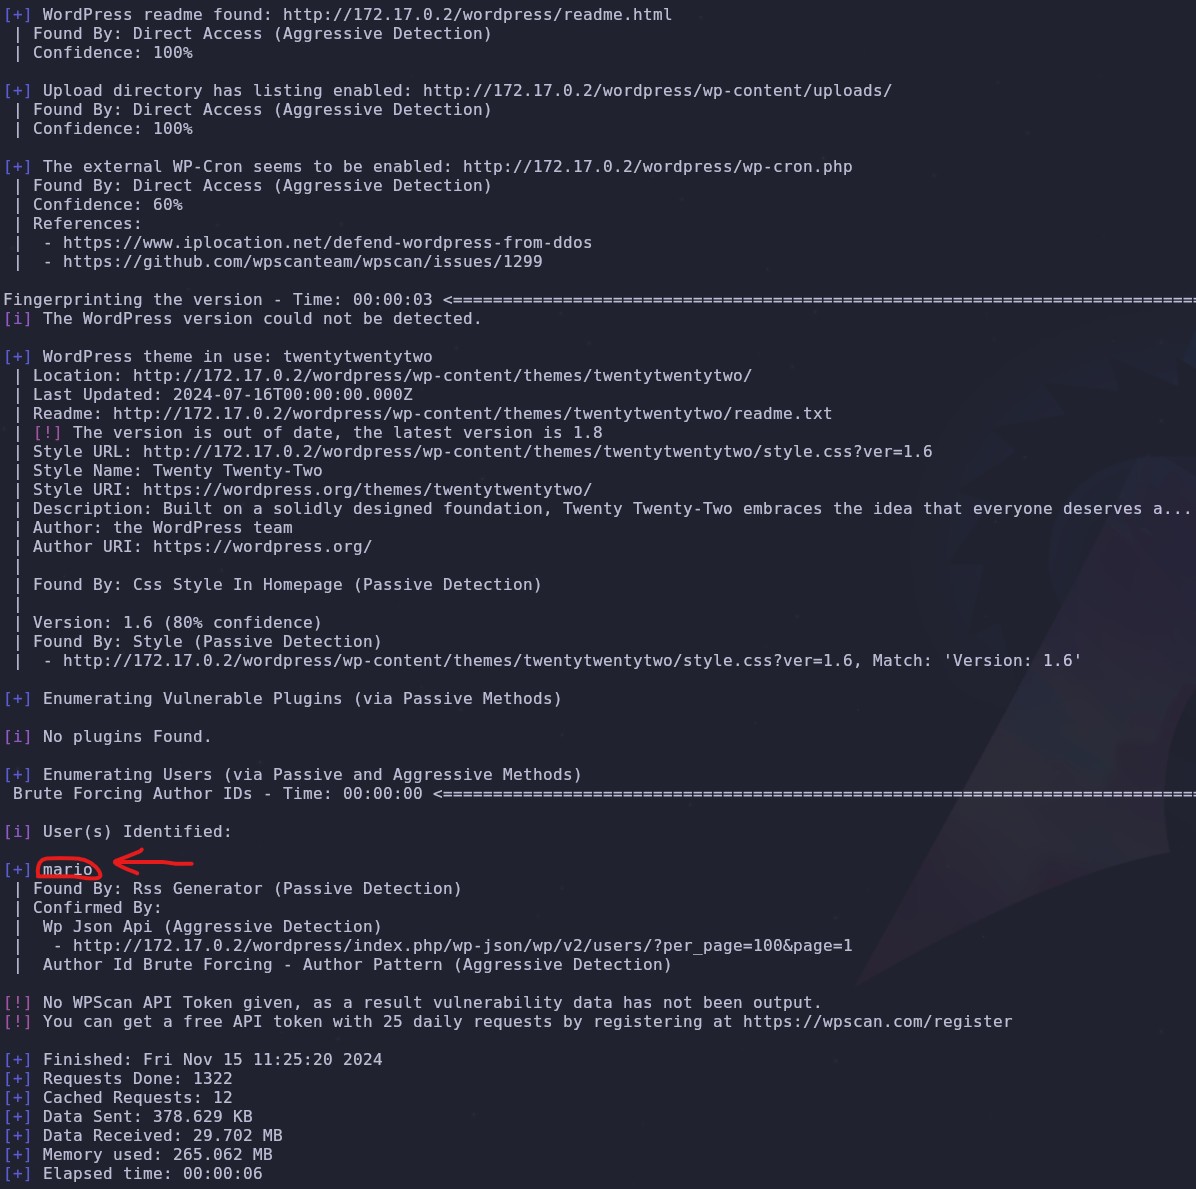 [+] WordPress readme found: http://172.17.0.2/wordpress/readme.html
 | Found By: Direct Access (Aggressive Detection)
 | Confidence: 100%

[+] Upload directory has listing enabled: http://172.17.0.2/wordpress/wp-content/uploads/
 | Found By: Direct Access (Aggressive Detection)
 | Confidence: 100%

[+] The external WP-Cron seems to be enabled: http://172.17.0.2/wordpress/wp-cron.php
 | Found By: Direct Access (Aggressive Detection)
 | Confidence: 60%
 | References:
 |  - https://www.iplocation.net/defend-wordpress-from-ddos
 |  - https://github.com/wpscanteam/wpscan/issues/1299

Fingerprinting the version - Time: 00:00:03 <===========================================================================
[i] The WordPress version could not be detected.

[+] WordPress theme in use: twentytwentytwo
 | Location: http://172.17.0.2/wordpress/wp-content/themes/twentytwentytwo/
 | Last Updated: 2024-07-16T00:00:00.000Z
 | Readme: http://172.17.0.2/wordpress/wp-content/themes/twentytwentytwo/readme.txt
 | [!] The version is out of date, the latest version is 1.8
 | Style URL: http://172.17.0.2/wordpress/wp-content/themes/twentytwentytwo/style.css?ver=1.6
 | Style Name: Twenty Twenty-Two
 | Style URI: https://wordpress.org/themes/twentytwentytwo/
 | Description: Built on a solidly designed foundation, Twenty Twenty-Two embraces the idea that everyone deserves a...
 | Author: the WordPress team
 | Author URI: https://wordpress.org/
 |
 | Found By: Css Style In Homepage (Passive Detection)
 |
 | Version: 1.6 (80% confidence)
 | Found By: Style (Passive Detection)
 |  - http://172.17.0.2/wordpress/wp-content/themes/twentytwentytwo/style.css?ver=1.6, Match: 'Version: 1.6'

[+] Enumerating Vulnerable Plugins (via Passive Methods)

[i] No plugins Found.

[+] Enumerating Users (via Passive and Aggressive Methods)
 Brute Forcing Author IDs - Time: 00:00:00 <============================================================================

[i] User(s) Identified:

[+] mario
 | Found By: Rss Generator (Passive Detection)
 | Confirmed By:
 |  Wp Json Api (Aggressive Detection)
 |   - http://172.17.0.2/wordpress/index.php/wp-json/wp/v2/users/?per_page=100&page=1
 |  Author Id Brute Forcing - Author Pattern (Aggressive Detection)

[!] No WPScan API Token given, as a result vulnerability data has not been output.
[!] You can get a free API token with 25 daily requests by registering at https://wpscan.com/register

[+] Finished: Fri Nov 15 11:25:20 2024
[+] Requests Done: 1322
[+] Cached Requests: 12
[+] Data Sent: 378.629 KB
[+] Data Received: 29.702 MB
[+] Memory used: 265.062 MB
[+] Elapsed time: 00:00:06